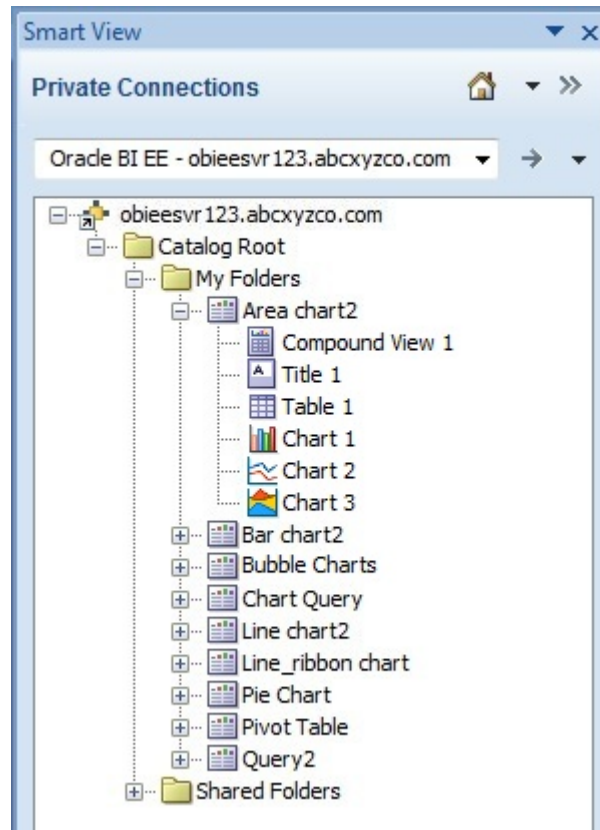 Smart View
Private Connections
Oracle BI EE - obieesvr123.abcxyzco.com
obieesvr123.abcxyzco.com
Catalog Root
My Folders
Area chart2
Compound View 1
Title 1
Table 1
Chart 1
Chart 2
Chart 3
Bar chart2
Bubble Charts
Chart Query
Line chart2
Line_ribbon chart
Pie Chart
Pivot Table
Query2
Shared Folders